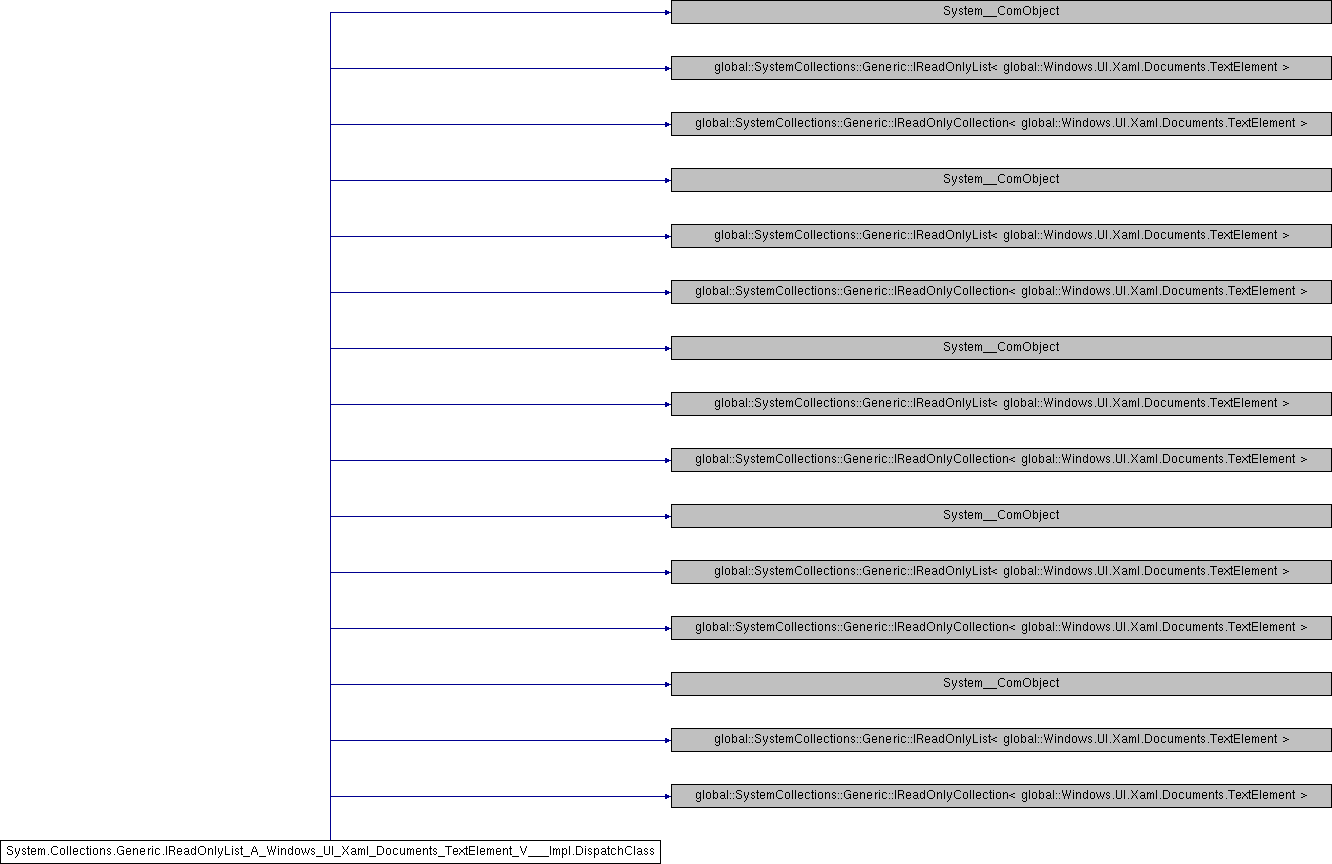 System__ComObject
global::SystemCollections::Generic::IReadOnlyList< global::Windows.UI.Xaml.Documents.TextElement >
global::SystemCollections::Generic::IReadOnlyCollection< global::Windows.UI.Xaml.Documents.TextElement >
System__ComObject
global::SystemCollections::Generic::IReadOnlyList< global::Windows.UI.Xaml.Documents.TextElement >
global::SystemCollections::Generic::IReadOnlyCollection< global::Windows.UI.Xaml.Documents.TextElement >
System__ComObject
global::SystemCollections::Generic::IReadOnlyList< global::Windows.UI.Xaml.Documents.TextElement >
global::SystemCollections::Generic::IReadOnlyCollection< global::Windows.UI.Xaml.Documents.TextElement >
System__ComObject
global::SystemCollections::Generic::IReadOnlyList< global::Windows.UI.Xaml.Documents.TextElement >
global::SystemCollections::Generic::IReadOnlyCollection< global::Windows.UI.Xaml.Documents.TextElement >
System__ComObject
global::SystemCollections::Generic::IReadOnlyList< global::Windows.UI.Xaml.Documents.TextElement >
global::SystemCollections::Generic::IReadOnlyCollection< global::Windows.UI.Xaml.Documents.TextElement >
System.Collections.Generic.IReadOnlyList_A_Windows_UI_Xaml_Documents_TextElement_V___Impl.DispatchClass